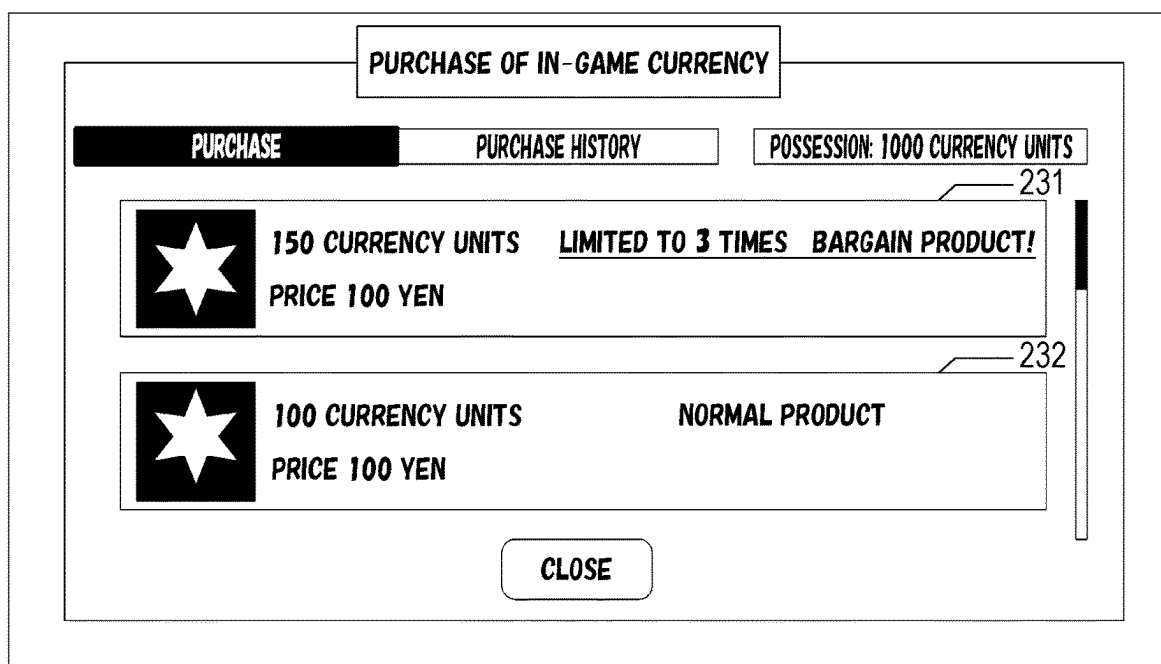 PURCHASE OF IN-GAME CURRENCY
PURCHASE PURCHASE HISTORY POSSESSION: 1000 CURRENCY UNITS
231
150 CURRENCY UNITS LIMITED TO 3 TIMES BARGAIN PRODUCT!
PRICE 100 YEN
232
100 CURRENCY UNITS NORMAL PRODUCT
PRICE 100 YEN
CLOSE